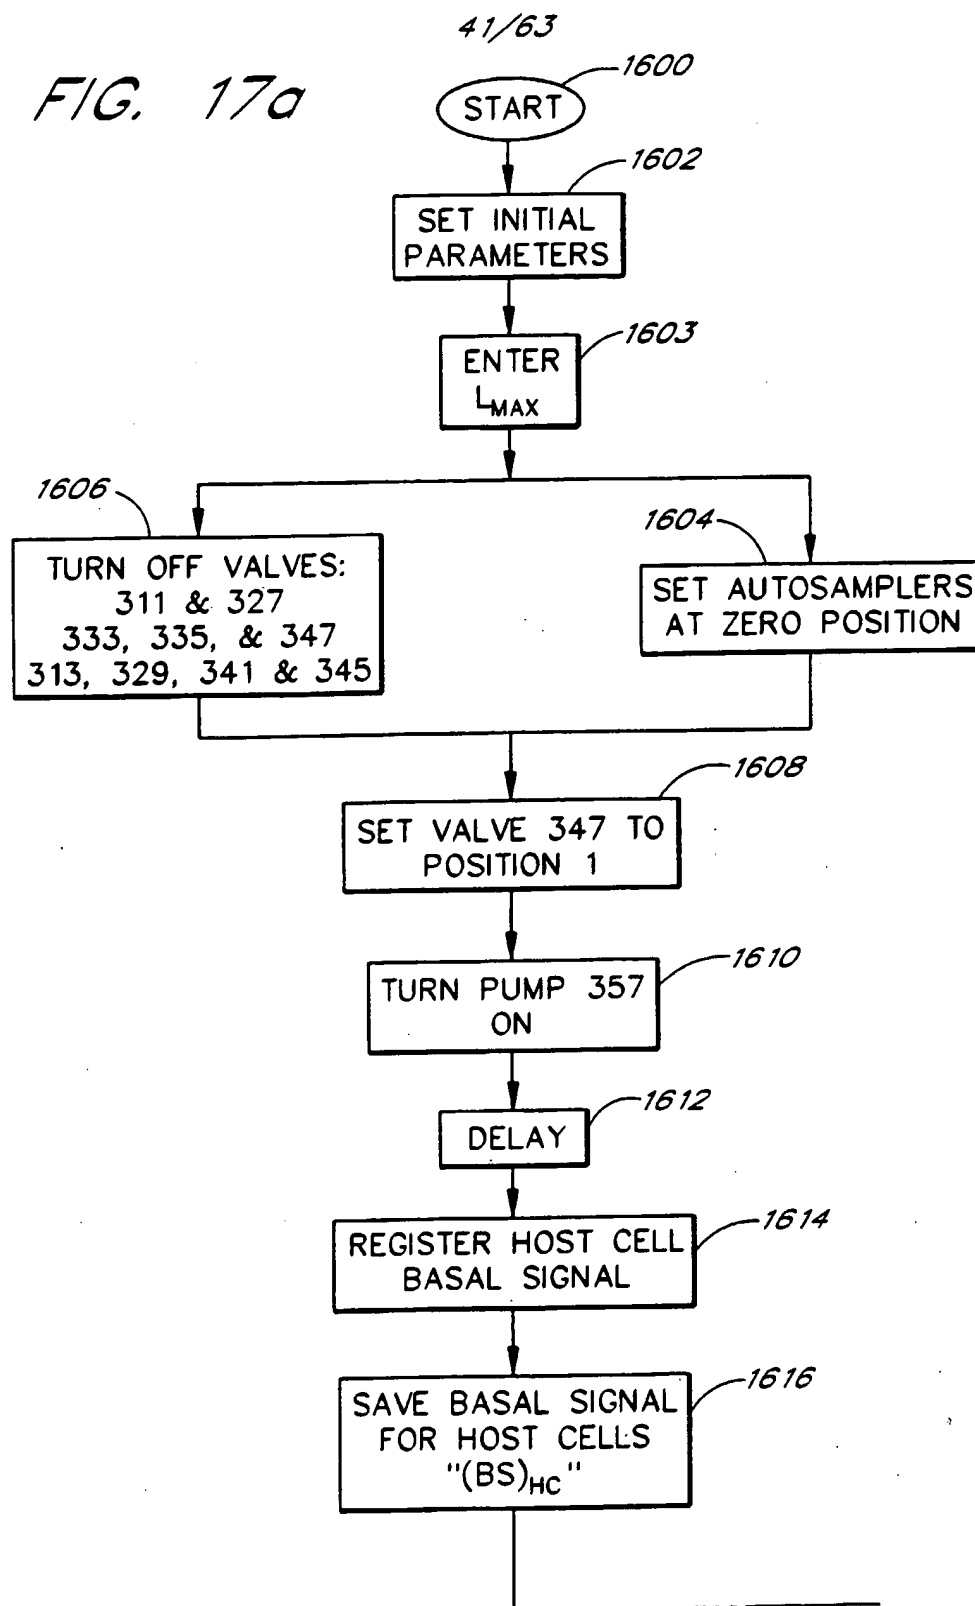 41/63
FIG. 17a
1600
START
1602
SET INITIAL
PARAMETERS
1603
ENTER
LMAX
1606
TURN OFF VALVES:
311 & 327
333, 335, & 347
313, 329, 341 & 345
1604
SET AUTOSAMPLERS
AT ZERO POSITION
1608
SET VALVE 347 TO
POSITION 1
1610
TURN PUMP 357
ON
1612
DELAY
1614
REGISTER HOST CELL
BASAL SIGNAL
1616
SAVE BASAL SIGNAL
FOR HOST CELLS
"(BS)HC"